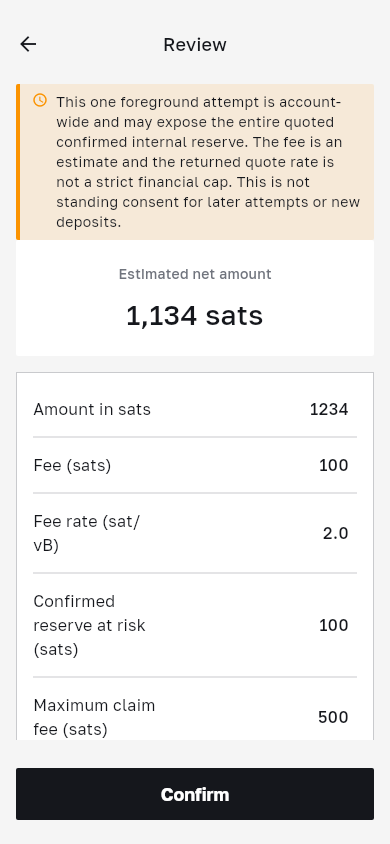 Review
This one foreground attempt is account-
wide and may expose the entire quoted
confirmed internal reserve. The fee is an
estimate and the returned quote rate is
not a strict financial cap. This is not
standing consent for later attempts or new
deposits.
Estimated net amount
1,134 sats
Amount in sats 1234
Fee (sats) 100
Fee rate (sat/
vB) 2.0
Confirmed
reserve at risk 100
(sats)
Maximum claim
fee (sats) 500
Confirm